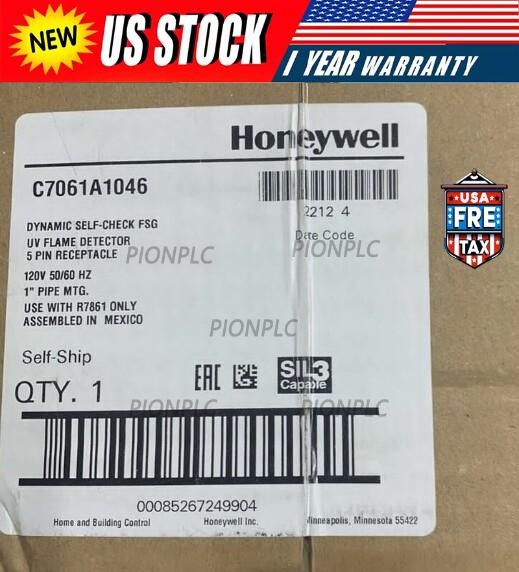 NEW
US STOCK
1 YEAR WARRANTY
Honeywell
C7061A1046
2212 4
Date Code
USA
FRE
TAX
DYNAMIC SELF-CHECK FSG
UV FLAME DETECTOR
5 PIN RECEPTACLE
PIONPLC
PIONPLC
120V 50/60 HZ
1" PIPE MTG.
USE WITH R7861 ONLY
ASSEMBLED IN MEXICO
PIONPLC
Self-Ship
EAC
SIL3
Capable
QTY. 1
PIONPLC
PIONPLC
00085267249904
Home and Building Control
Honeywell Inc.
Minneapolis, Minnesota 55422